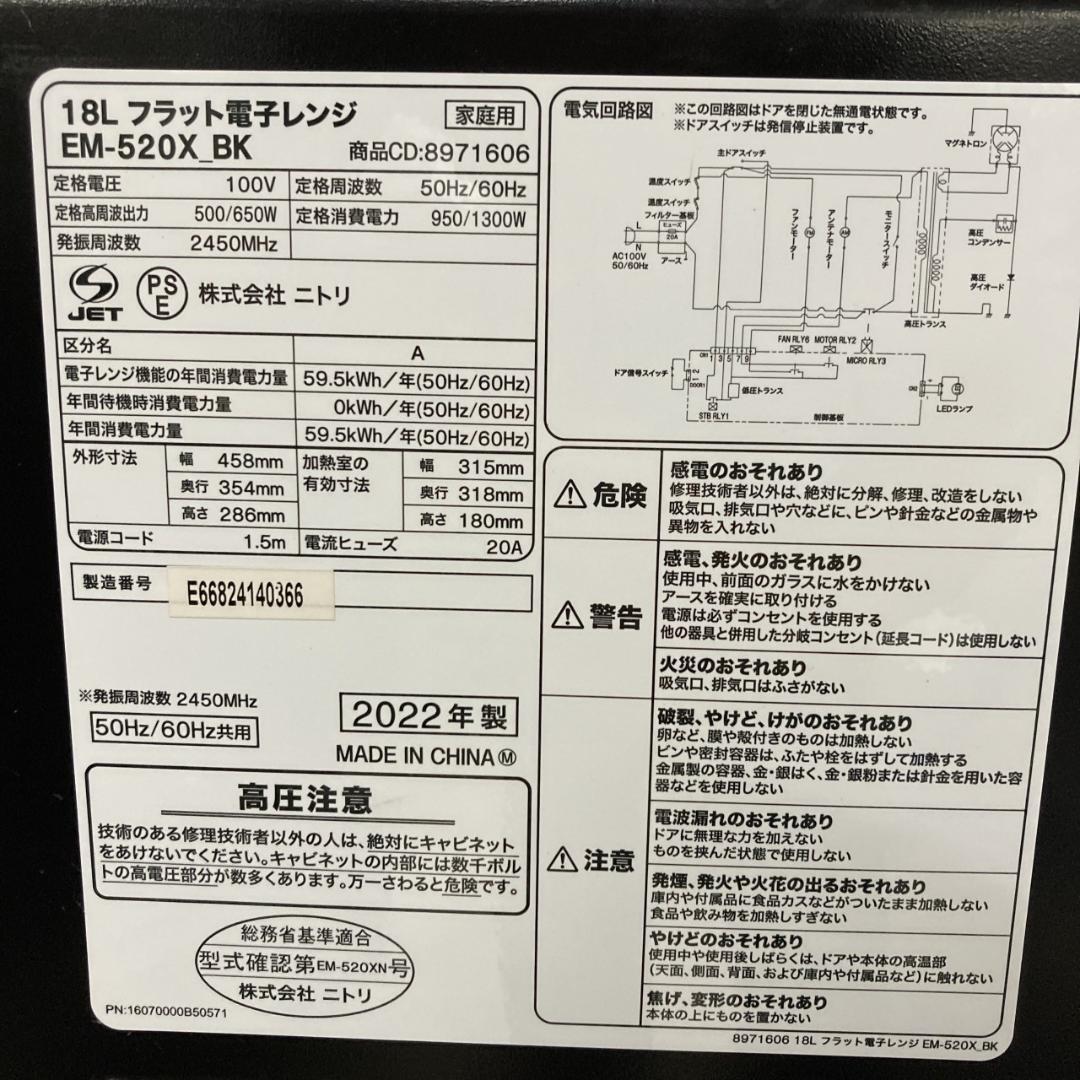 18L フラット電子レンジ 家庭用
EM-520X_BK 商品CD:8971606
定格電圧 100V 定格周波数 50Hz/60Hz
定格高周波出力 500/650W 定格消費電力 950/1300W
発振周波数 2450MHz
JET PSE 株式会社 ニトリ
区分名 A
電子レンジ機能の年間消費電力量 59.5kWh/年(50Hz/60Hz)
年間待機時消費電力量 0kWh/年(50Hz/60Hz)
年間消費電力量 59.5kWh/年(50Hz/60Hz)
外形寸法 幅 458mm 加熱室の有効寸法 幅 315mm
奥行 354mm 奥行 318mm
高さ 286mm 高さ 180mm
電源コード 1.5m 電流ヒューズ 20A
製造番号 E66824140366
※発振周波数 2450MHz
50Hz/60Hz共用
2022年製
MADE IN CHINA Ⓜ
高圧注意
技術のある修理技術者以外の人は、絶対にキャビネット
をあけないでください。キャビネットの内部には数千ボル
トの高電圧部分が数多くあります。万一さわると危険です。
総務省基準適合
型式確認第EM-520XN号
株式会社 ニトリ
PN:16070000B50571
電気回路図 ※この回路図はドアを閉じた無通電状態です。
※ドアスイッチは発信停止装置です。
マグネトロン
主ドアスイッチ
温度スイッチ
温度スイッチ
フィルター基板
ヒューズ
20A
L
N
AC100V
50/60Hz
アース
ファンモーター
FM
アンテナモーター
AM
モニタースイッチ
高圧
コンデンサー
高圧
ダイオード
高圧トランス
FAN RLY6 MOTOR RLY2
MICRO RLY3
CN1
1 3 5 7 9
ドア信号スイッチ
1 2
DOOR1
低圧トランス
STB RLY1
制御基板
CN2
LEDランプ
⚠危険
感電のおそれあり
修理技術者以外は、絶対に分解、修理、改造をしない
吸気口、排気口や穴などに、ピンや針金などの金属物や
異物を入れない
⚠警告
感電、発火のおそれあり
使用中、前面のガラスに水をかけない
アースを確実に取り付ける
電源は必ずコンセントを使用する
他の器具と併用した分岐コンセント(延長コード)は使用しない
火災のおそれあり
吸気口、排気口はふさがない
⚠注意
破裂、やけど、けがのおそれあり
卵など、膜や殻付きのものは加熱しない
ビンや密封容器は、ふたや栓をはずして加熱する
金属製の容器、金・銀はく、金・銀粉または針金を用いた容
器などを使用しない
電波漏れのおそれあり
ドアに無理な力を加えない
ものを挟んだ状態で使用しない
発煙、発火や火花の出るおそれあり
庫内や付属品に食品カスなどがついたまま加熱しない
食品や飲み物を加熱しすぎない
やけどのおそれあり
使用中や使用後しばらくは、ドアや本体の高温部
(天面、側面、背面、および庫内や付属品など)に触れない
焦げ、変形のおそれあり
本体の上にものを置かない
8971606 18L フラット電子レンジ EM-520X_BK